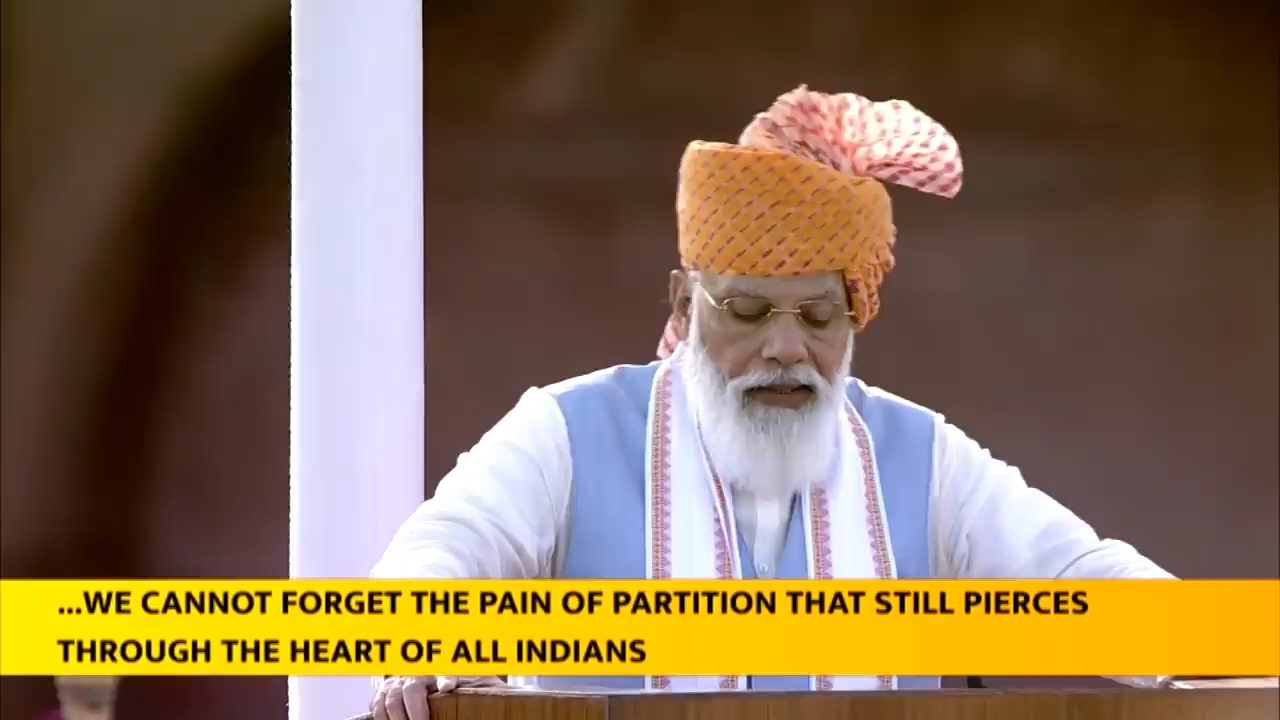 ...WE CANNOT FORGET THE PAIN OF PARTITION THAT STILL PIERCES
THROUGH THE HEART OF ALL INDIANS